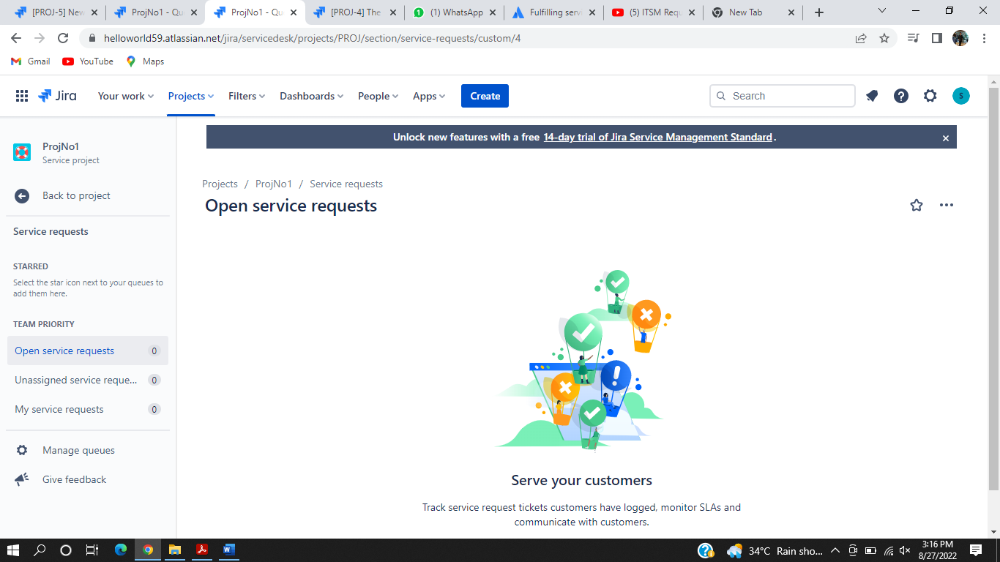 [PROJ-5] New
ProjNo1 - Qu
ProjNo1 - Qu
[PROJ-4] The
(1) WhatsApp
Fulfilling serv
(5) ITSM Requ
New Tab
helloworld59.atlassian.net/jira/servicedesk/projects/PROJ/section/service-requests/custom/4
Gmail
YouTube
Maps
Jira
Your work
Projects
Filters
Dashboards
People
Apps
Create
Search
S
ProjNo1
Service project
Back to project
Service requests
STARRED
Select the star icon next to your queues to
add them here.
TEAM PRIORITY
Open service requests 0
Unassigned service reque... 0
My service requests 0
Manage queues
Give feedback
Unlock new features with a free 14-day trial of Jira Service Management Standard.
Projects / ProjNo1 / Service requests
Open service requests
Serve your customers
Track service request tickets customers have logged, monitor SLAs and
communicate with customers.
34°C Rain sho...
3:16 PM
8/27/2022